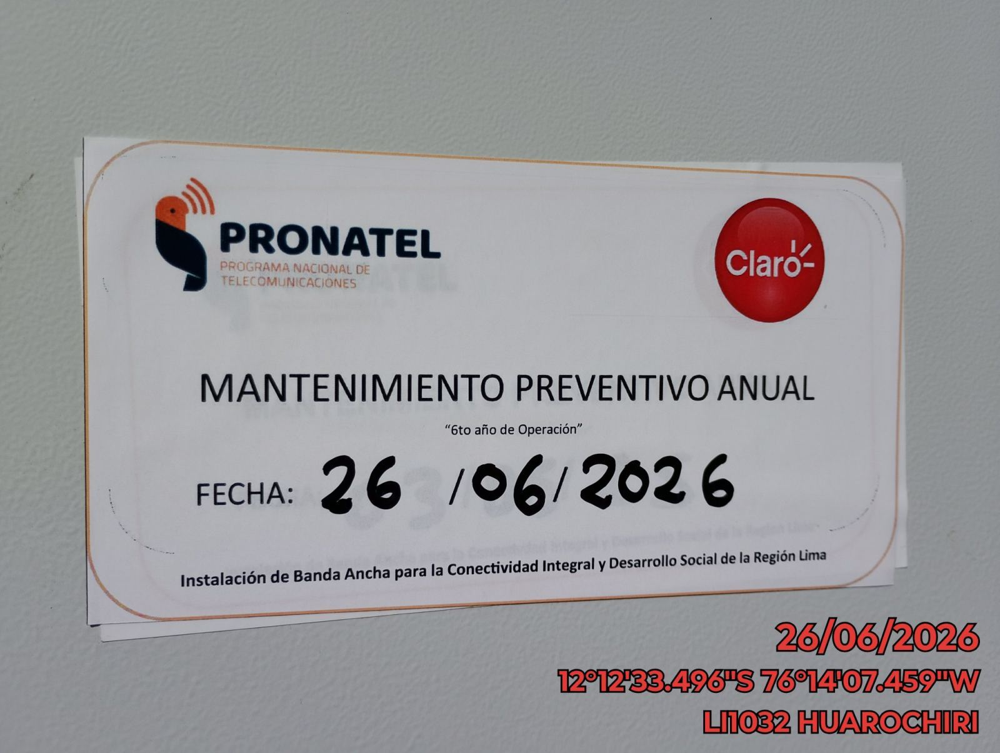 PRONATEL
PROGRAMA NACIONAL DE
TELECOMUNICACIONES
Claro
MANTENIMIENTO PREVENTIVO ANUAL
“6to año de Operación”
FECHA: 26 / 06 / 2026
Instalación de Banda Ancha para la Conectividad Integral y Desarrollo Social de la Región Lima
26/06/2026
12°12'33.496"S 76°14'07.459"W
LI1032 HUAROCHIRI